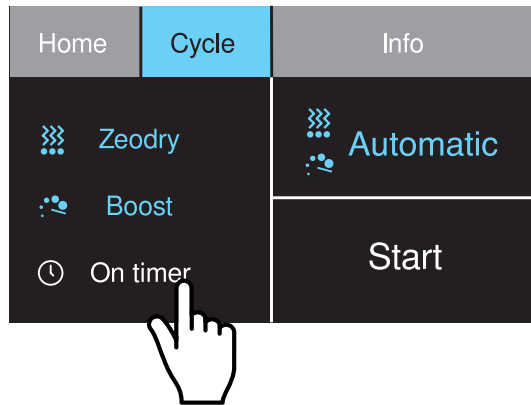 Home
Cycle
Info
Zeodry
Boost
On timer
Automatic
Start